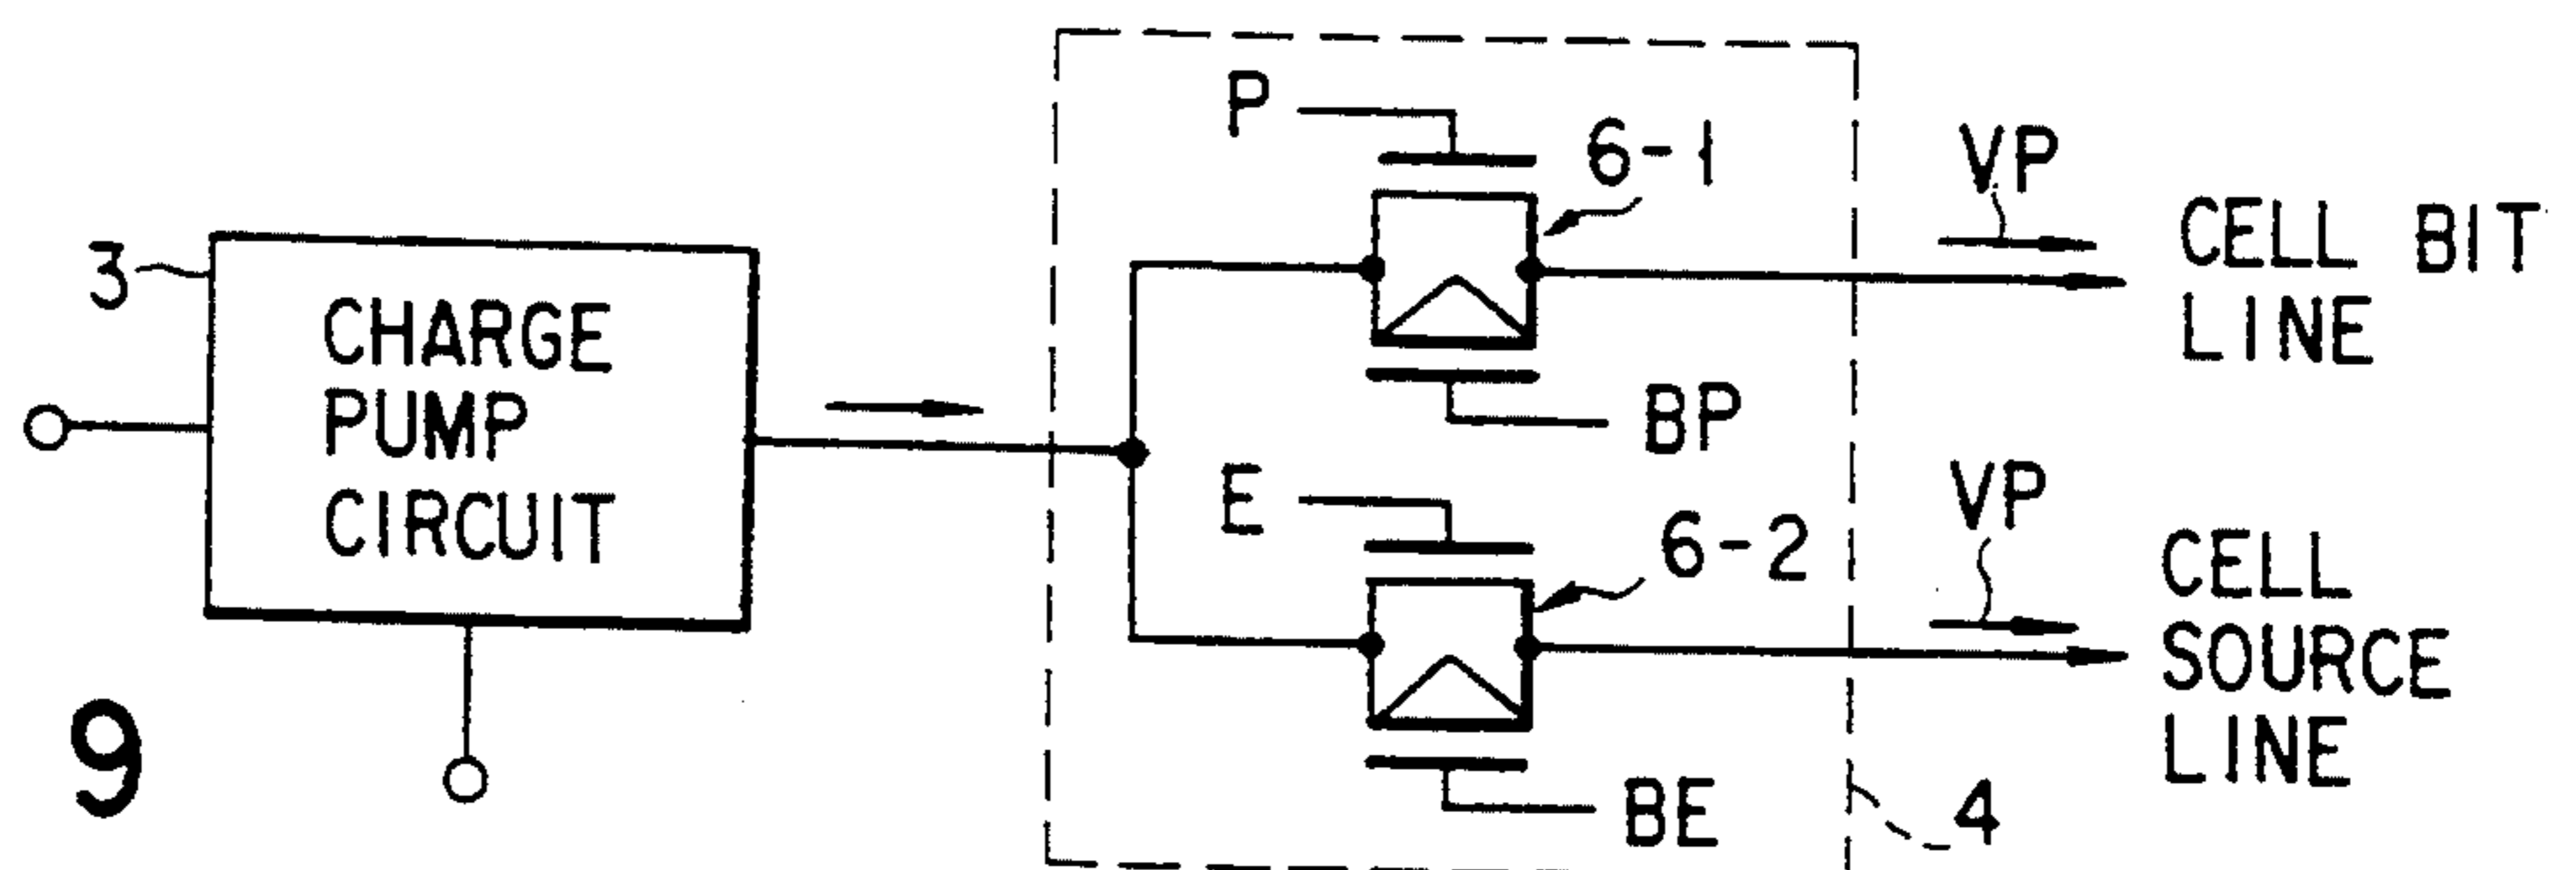 3
CHARGE
PUMP
CIRCUIT
9
P
6-1
BP
E
6-2
BE
4
VP
CELL BIT
LINE
VP
CELL
SOURCE
LINE